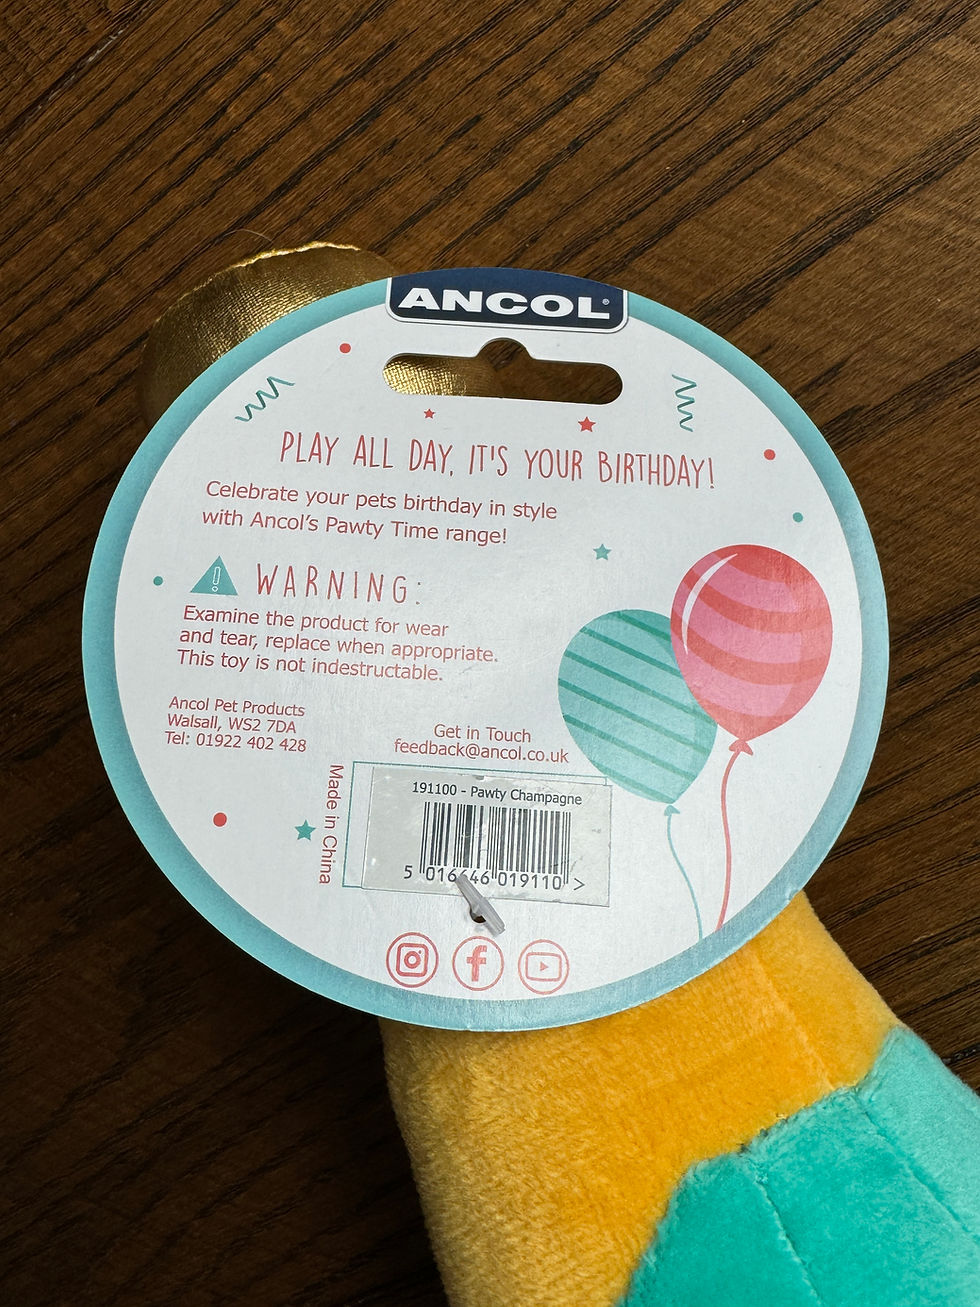 ANCOL®
PLAY ALL DAY, IT'S YOUR BIRTHDAY!
Celebrate your pets birthday in style
with Ancol's Pawty Time range!
WARNING:
Examine the product for wear
and tear, replace when appropriate.
This toy is not indestructable.
Ancol Pet Products
Walsall, WS2 7DA
Tel: 01922 402 428
Get in Touch
feedback@ancol.co.uk
Made in China
191100 - Pawty Champagne
5 016646 019110 >